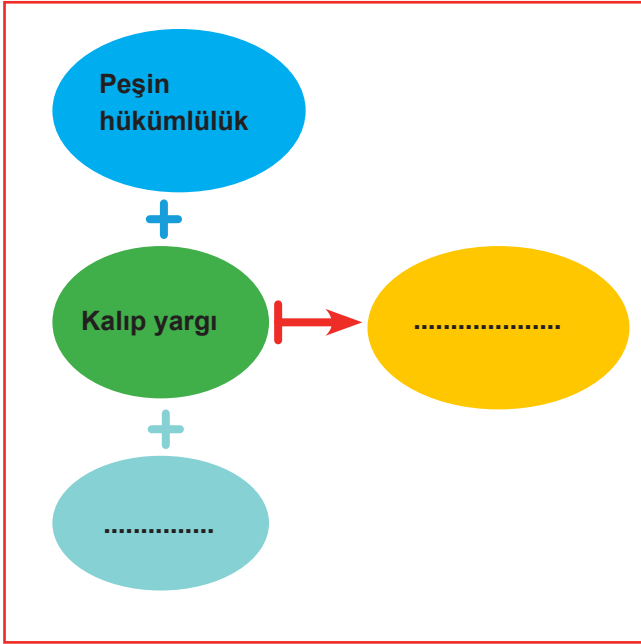 Peşin
hükümlülük
+
Kalıp yargı
....................
+
...............